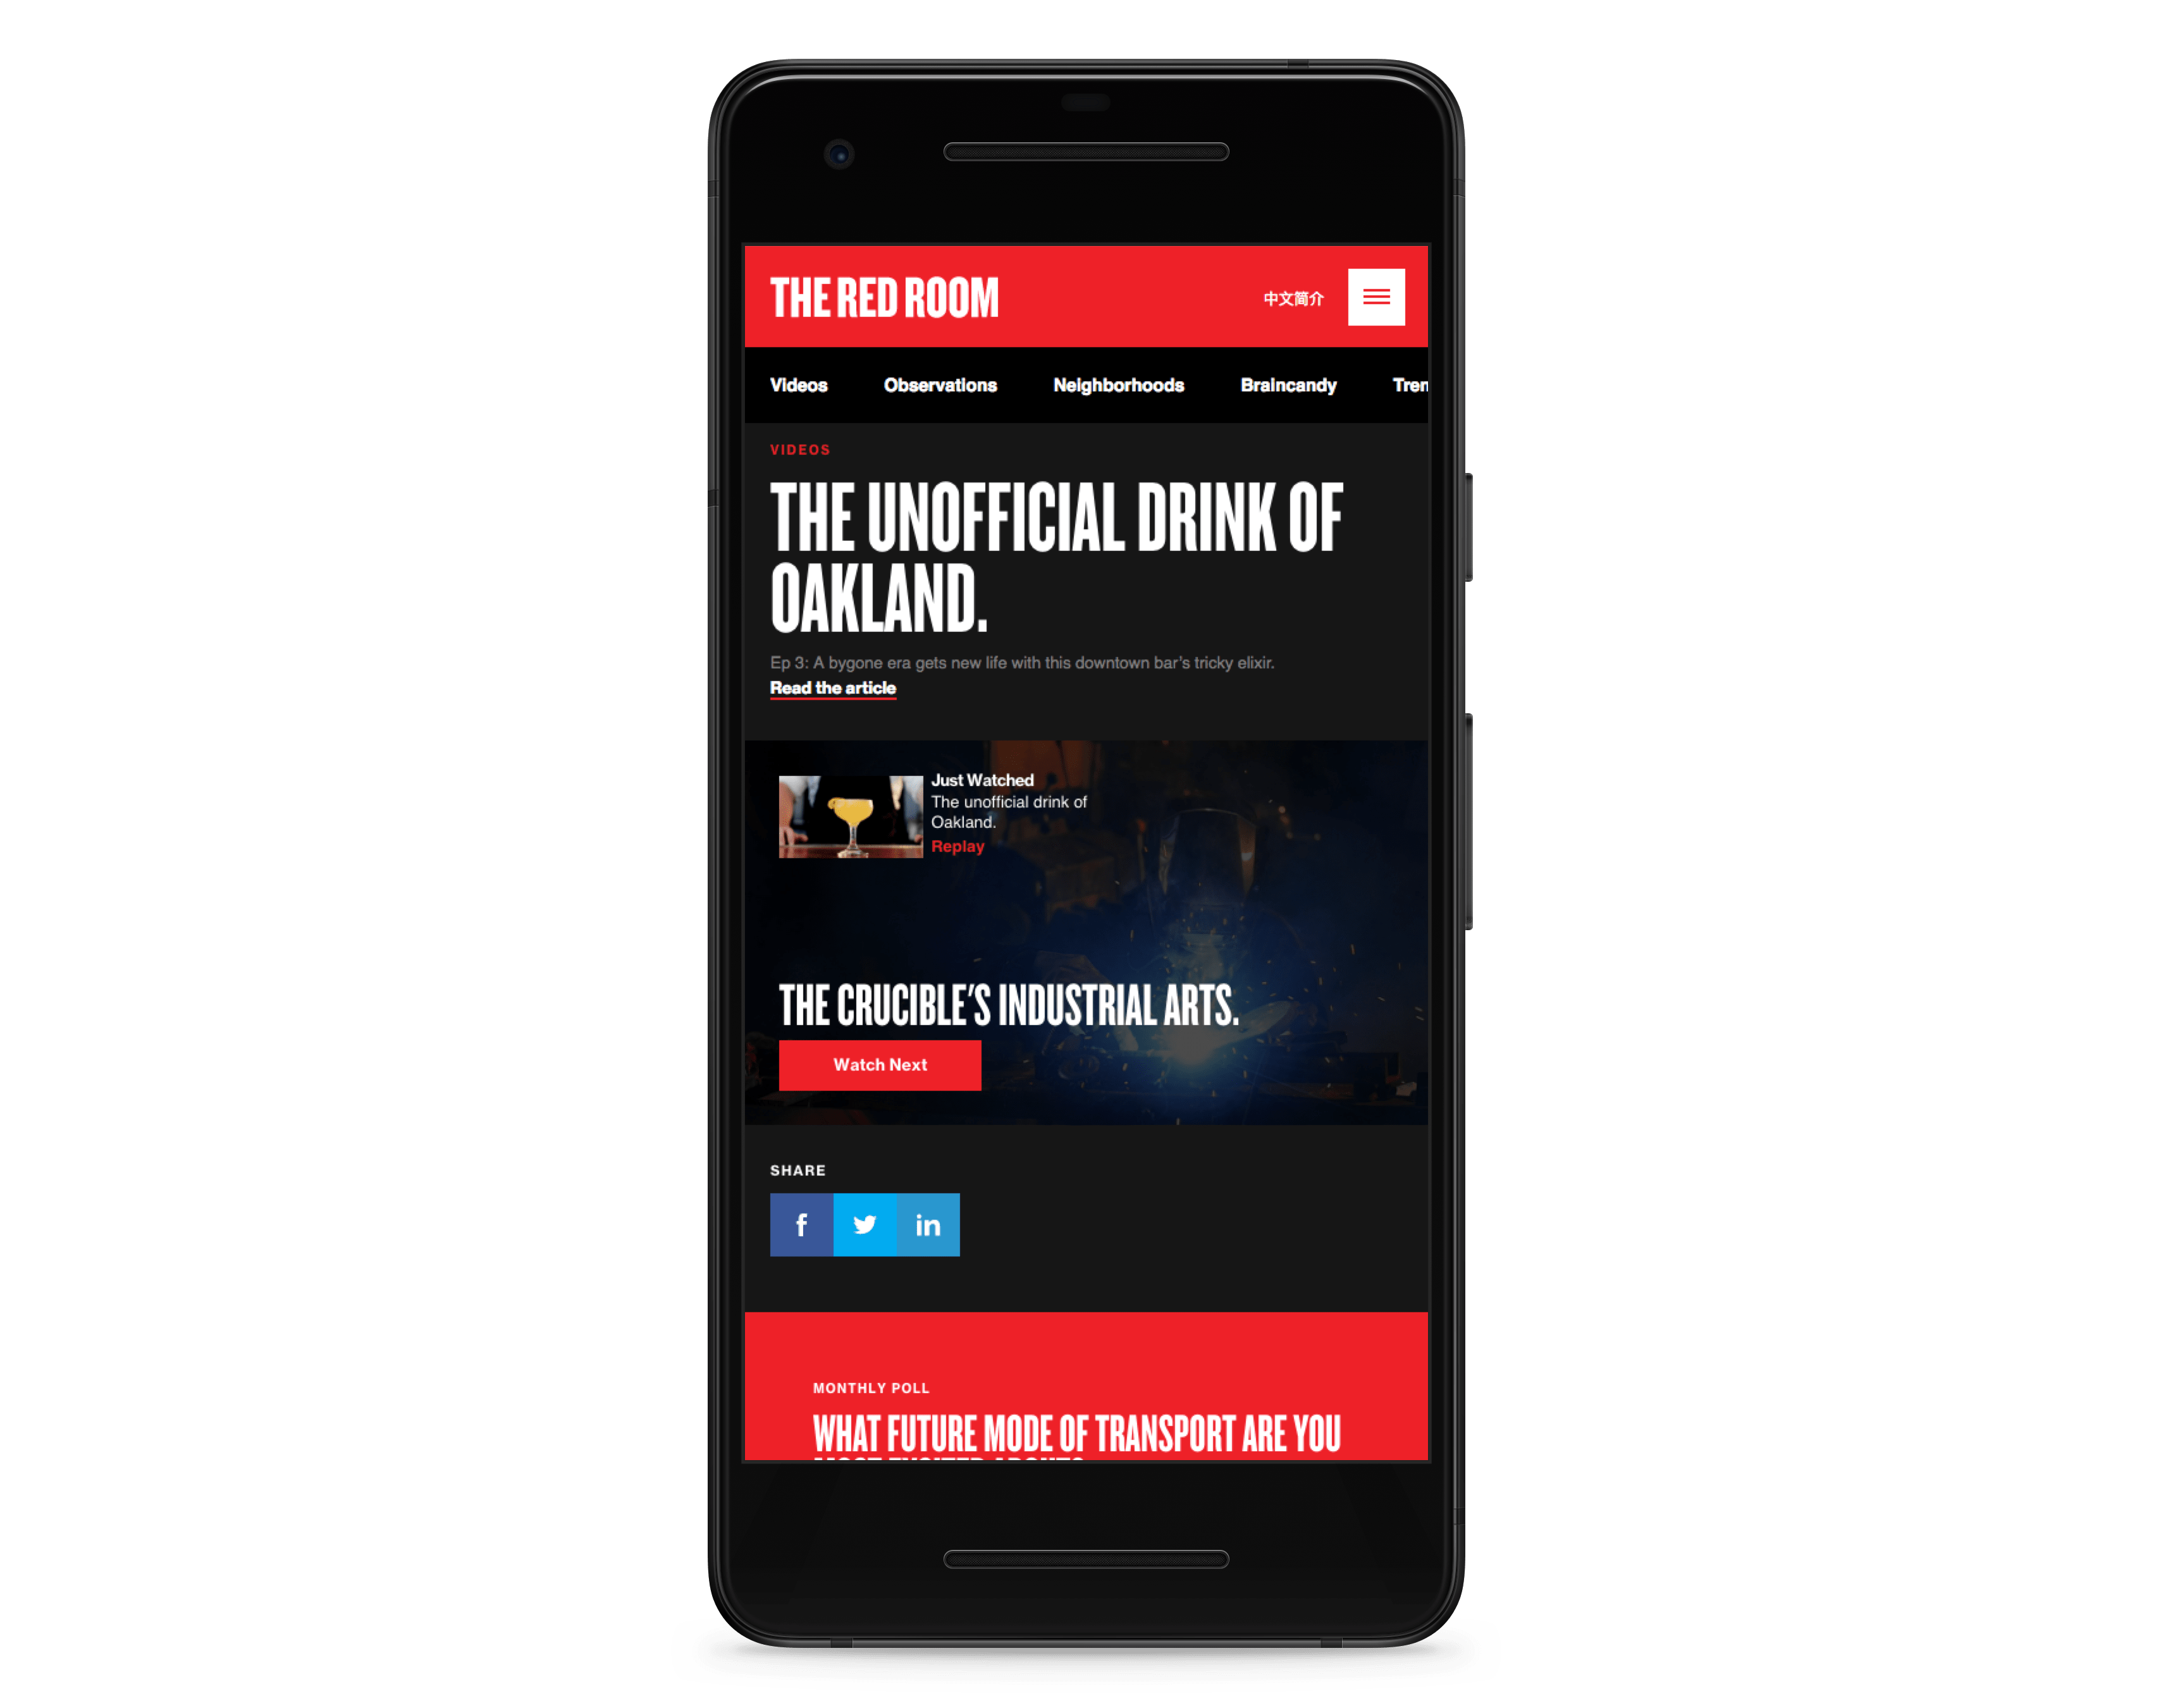 THE RED ROOM
中文简介
Videos Observations Neighborhoods Braincandy Tren
VIDEOS
THE UNOFFICIAL DRINK OF
OAKLAND.
Ep 3: A bygone era gets new life with this downtown bar's tricky elixir.
Read the article
Just Watched
The unofficial drink of
Oakland.
Replay
THE CRUCIBLE'S INDUSTRIAL ARTS.
Watch Next
SHARE
f in
MONTHLY POLL
WHAT FUTURE MODE OF TRANSPORT ARE YOU